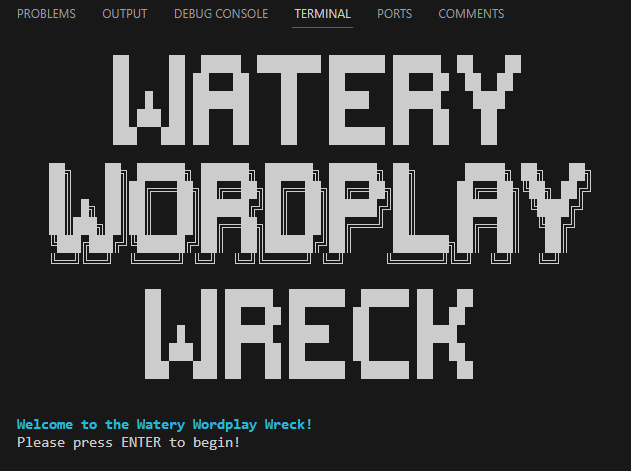 PROBLEMS OUTPUT DEBUG CONSOLE TERMINAL PORTS COMMENTS
WATERY
WORDPLAY
WRECK
Welcome to the Watery Wordplay Wreck!
Please press ENTER to begin!